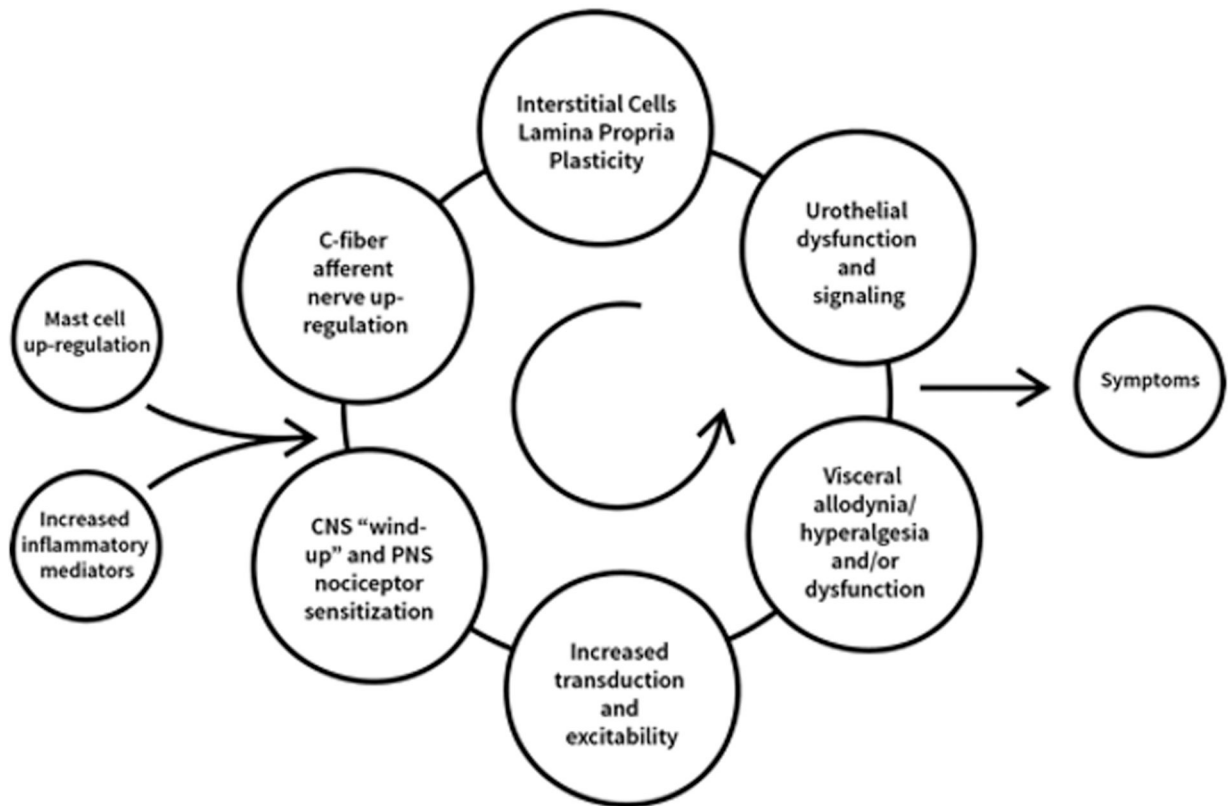 Interstitial Cells
Lamina Propria
Plasticity
Urothelial
dysfunction
and
signaling
C-fiber
afferent
nerve up-
regulation
Mast cell
up-regulation
Symptoms
Visceral
allodynia/
hyperalgesia
and/or
dysfunction
Increased
inflammatory
mediators
CNS “wind-
up” and PNS
nociceptor
sensitization
Increased
transduction
and
excitability